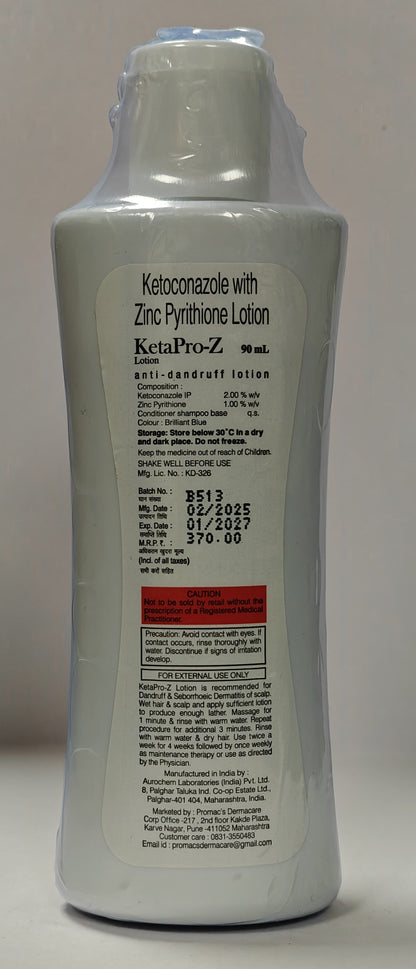 Ketoconazole with
Zinc Pyrithione Lotion
KetaPro-Z 90 mL
Lotion
anti-dandruff lotion
Composition :
Ketoconazole IP 2.00 % w/v
Zinc Pyrithione 1.00 % w/v
Conditioner shampoo base q.s.
Colour : Brilliant Blue
Storage: Store below 30°C in a dry
and dark place. Do not freeze.
Keep the medicine out of reach of Children.
SHAKE WELL BEFORE USE
Mfg. Lic. No. : KD-326
Batch No. : B513
घान संख्या
Mfg. Date : 02/2025
उत्पादन तिथि
Exp. Date : 01/2027
समाप्ति तिथि
M.R.P. ₹. : 370.00
अधिकतम खुदरा मूल्य
(Incl. of all taxes)
सभी करों सहित
CAUTION
Not to be sold by retail without the
prescription of a Registered Medical
Practitioner.
Precaution: Avoid contact with eyes. If
contact occurs, rinse thoroughly with
water. Discontinue if signs of irritation
develop.
FOR EXTERNAL USE ONLY
KetaPro-Z Lotion is recommended for
Dandruff & Seborrhoeic Dermatitis of scalp.
Wet hair & scalp and apply sufficient lotion
to produce enough lather. Massage for
1 minute & rinse with warm water. Repeat
procedure for additional 3 minutes. Rinse
with warm water & dry hair. Use twice a
week for 4 weeks followed by once weekly
as maintenance therapy or use as directed
by the Physician.
Manufactured in India by :
Aurochem Laboratories (India) Pvt. Ltd.
8, Palghar Taluka Ind. Co-op Estate Ltd.,
Palghar-401 404, Maharashtra, India.
Marketed by : Promac's Dermacare
Corp Office -217 , 2nd floor Kakde Plaza,
Karve Nagar, Pune -411052 Maharashtra
Customer care : 0831-3550483
Email id : promacsdermacare@gmail.com